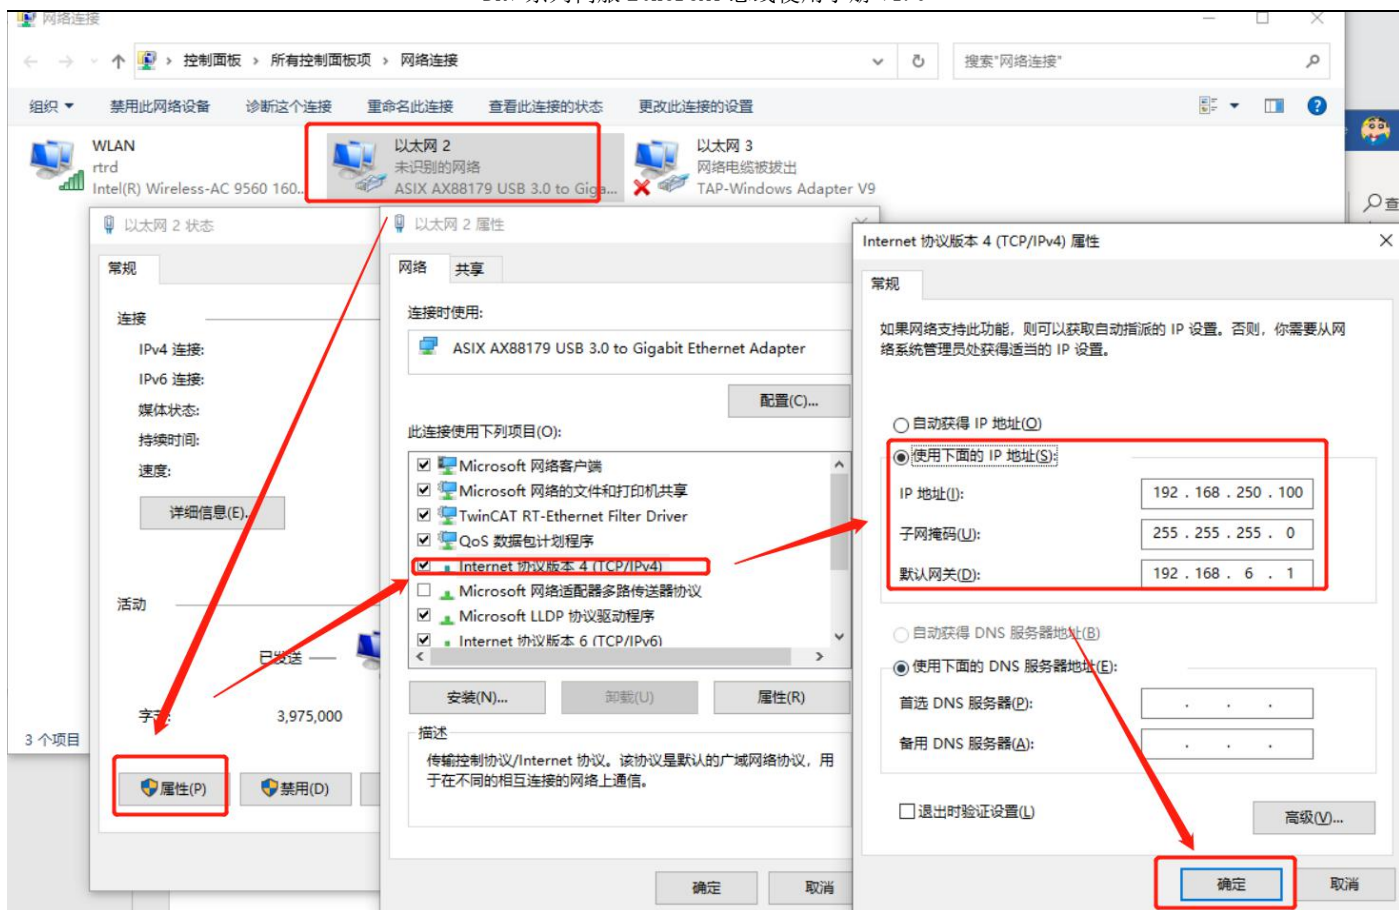 网络连接
控制面板 › 所有控制面板项 › 网络连接
搜索"网络连接"
组织 禁用此网络设备 诊断这个连接 重命名此连接 查看此连接的状态 更改此连接的设置
WLAN
rtrd
Intel(R) Wireless-AC 9560 160...
以太网 2
未识别的网络
ASIX AX88179 USB 3.0 to Giga...
以太网 3
网络电缆被拔出
TAP-Windows Adapter V9
查
以太网 2 状态
常规
连接
IPv4 连接:
IPv6 连接:
媒体状态:
持续时间:
速度:
详细信息(E)...
活动
已发送
字节:
3,975,000
属性(P)
禁用(D)
3 个项目
以太网 2 属性
网络 共享
连接时使用:
ASIX AX88179 USB 3.0 to Gigabit Ethernet Adapter
配置(C)...
此连接使用下列项目(O):
Microsoft 网络客户端
Microsoft 网络的文件和打印机共享
TwinCAT RT-Ethernet Filter Driver
QoS 数据包计划程序
Internet 协议版本 4 (TCP/IPv4)
Microsoft 网络适配器多路传送器协议
Microsoft LLDP 协议驱动程序
Internet 协议版本 6 (TCP/IPv6)
安装(N)... 卸载(U) 属性(R)
描述
传输控制协议/Internet 协议。该协议是默认的广域网络协议，用
于在不同的相互连接的网络上通信。
确定 取消
Internet 协议版本 4 (TCP/IPv4) 属性
常规
如果网络支持此功能，则可以获取自动指派的 IP 设置。否则，你需要从网
络系统管理员处获得适当的 IP 设置。
自动获得 IP 地址(O)
使用下面的 IP 地址(S):
IP 地址(I): 192 . 168 . 250 . 100
子网掩码(U): 255 . 255 . 255 . 0
默认网关(D): 192 . 168 . 6 . 1
自动获得 DNS 服务器地址(B)
使用下面的 DNS 服务器地址(E):
首选 DNS 服务器(P):
备用 DNS 服务器(A):
退出时验证设置(L)
高级(V)...
确定 取消